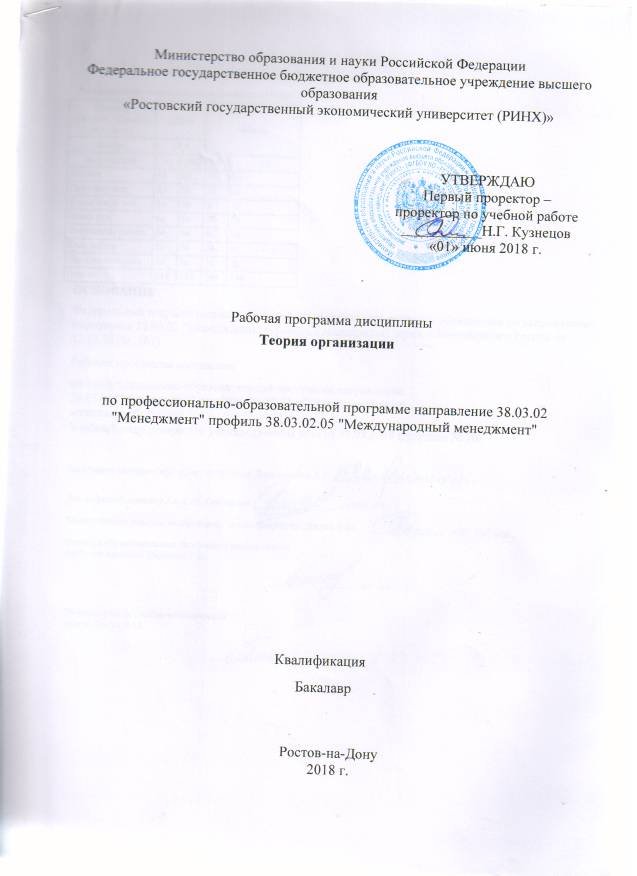 Министерство образования и науки Российской Федерации
Федеральное государственное бюджетное образовательное учреждение высшего
образования
«Ростовский государственный экономический университет (РИНХ)»
УТВЕРЖДАЮ
Первый проректор –
проректор по учебной работе
Н.Г. Кузнецов
«01» июня 2018 г.
Рабочая программа дисциплины
Теория организации
по профессионально-образовательной программе направление 38.03.02
"Менеджмент" профиль 38.03.02.05 "Международный менеджмент"
Квалификация
Бакалавр
Ростов-на-Дону
2018 г.